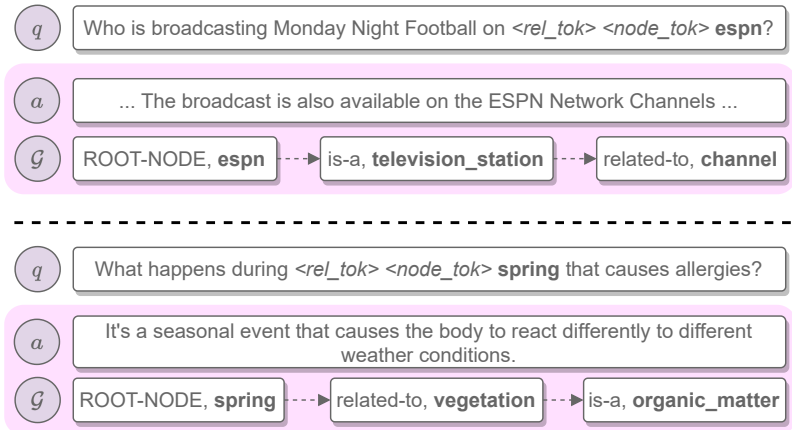 q Who is broadcasting Monday Night Football on <rel_tok> <node_tok> espn?
a ... The broadcast is also available on the ESPN Network Channels ...
𝒢 ROOT-NODE, espn is-a, television_station related-to, channel
q What happens during <rel_tok> <node_tok> spring that causes allergies?
a It's a seasonal event that causes the body to react differently to different
weather conditions.
𝒢 ROOT-NODE, spring related-to, vegetation is-a, organic_matter